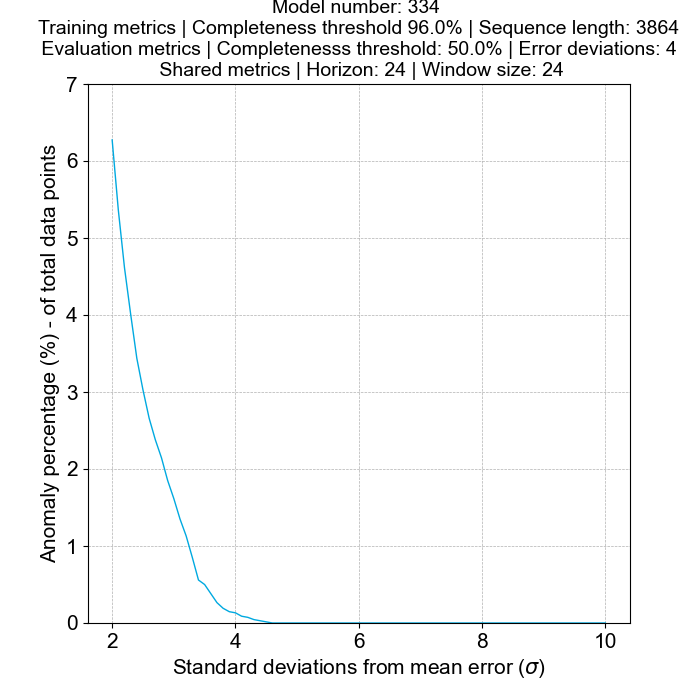 Model number: 334
Training metrics | Completeness threshold 96.0% | Sequence length: 3864
Evaluation metrics | Completenesss threshold: 50.0% | Error deviations: 4
Shared metrics | Horizon: 24 | Window size: 24
7
6
5
4
3
2
1
0
Anomaly percentage (%) - of total data points
2 4 6 8 10
Standard deviations from mean error (σ)